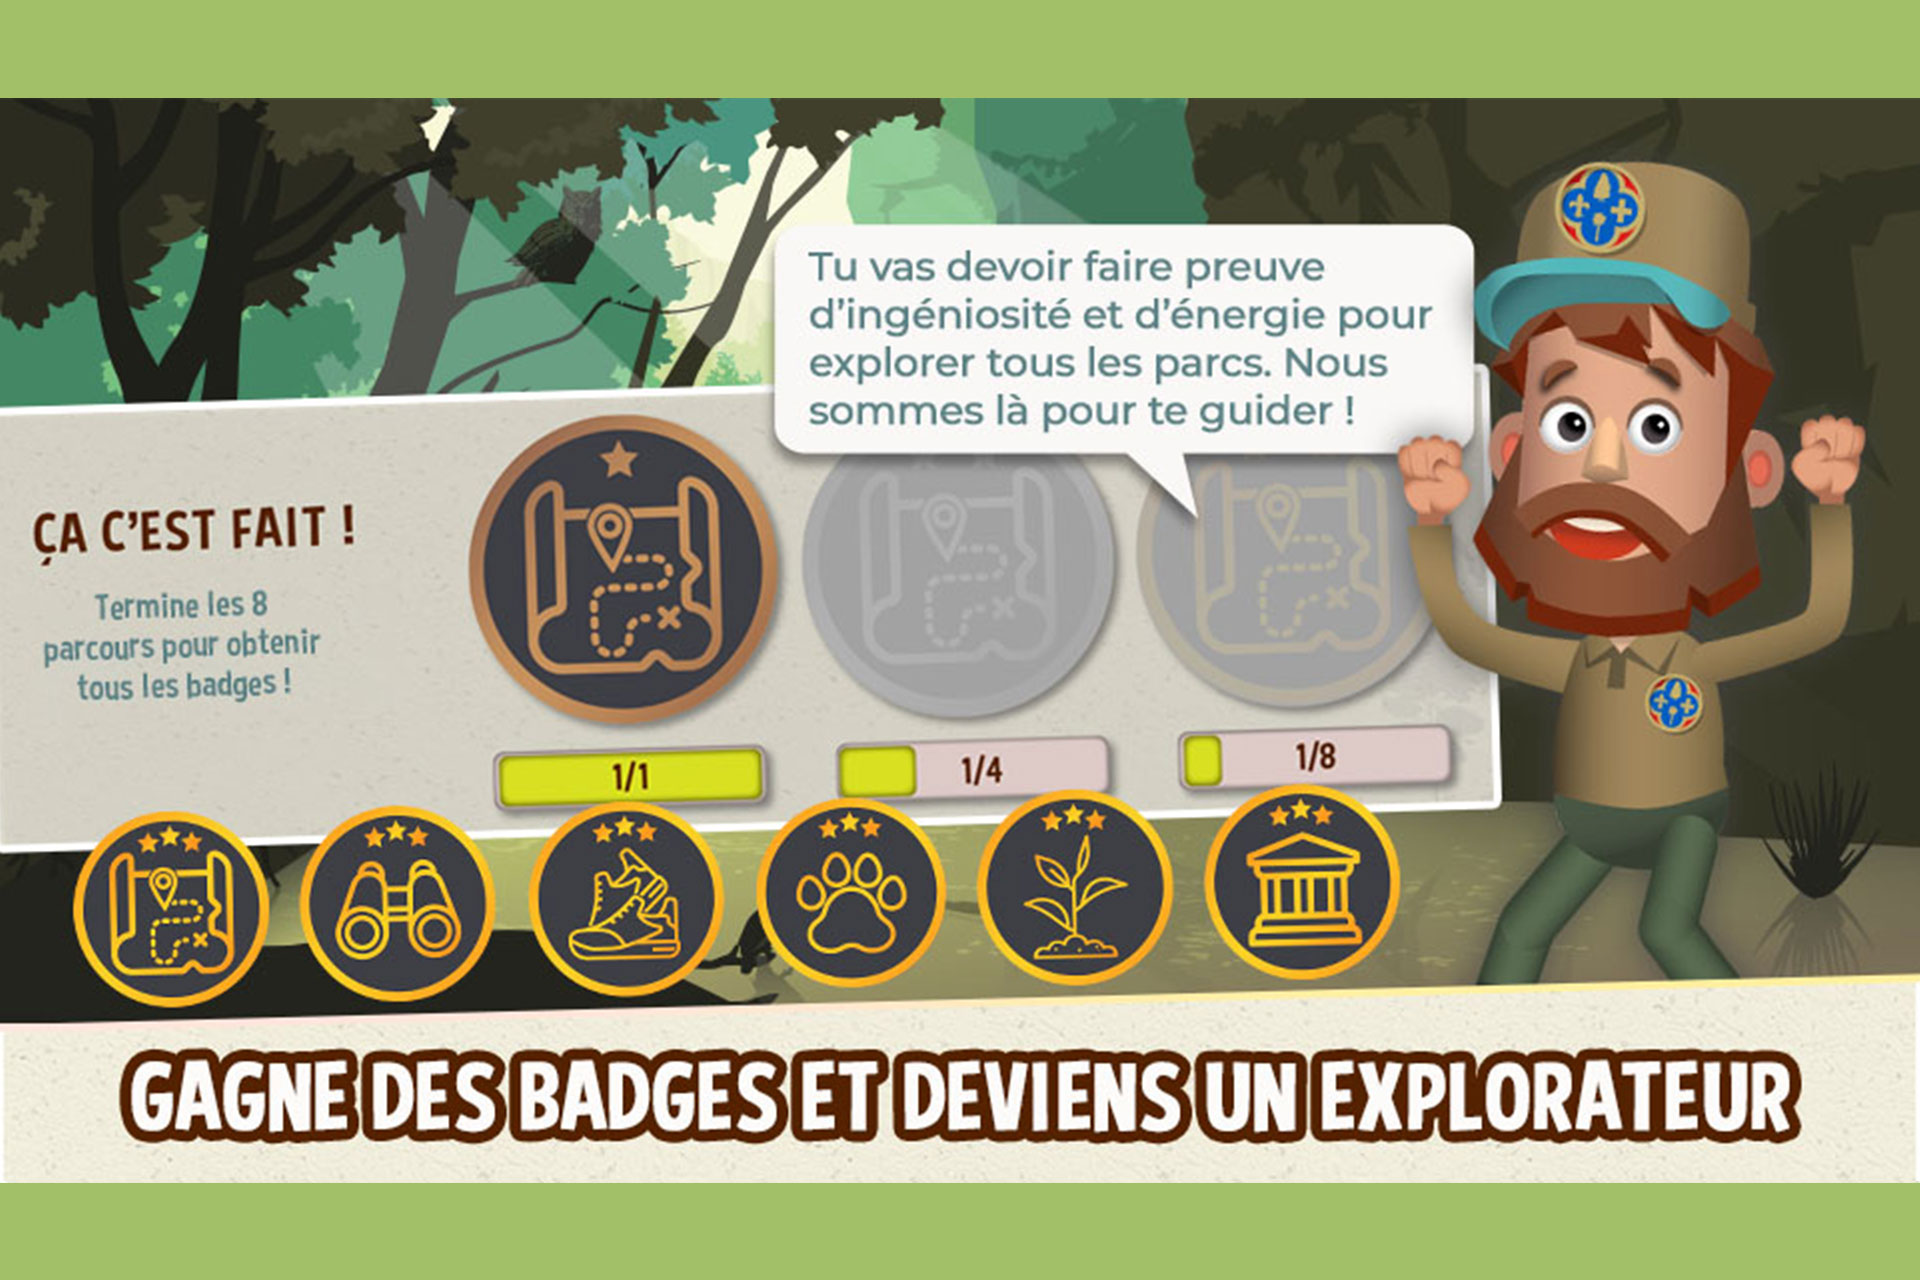 Tu vas devoir faire preuve
d'ingéniosité et d'énergie pour
explorer tous les parcs. Nous
sommes là pour te guider !
ÇA C'EST FAIT !
Termine les 8
parcours pour obtenir
tous les badges !
1/1
1/4
1/8
GAGNE DES BADGES ET DEVIENS UN EXPLORATEUR